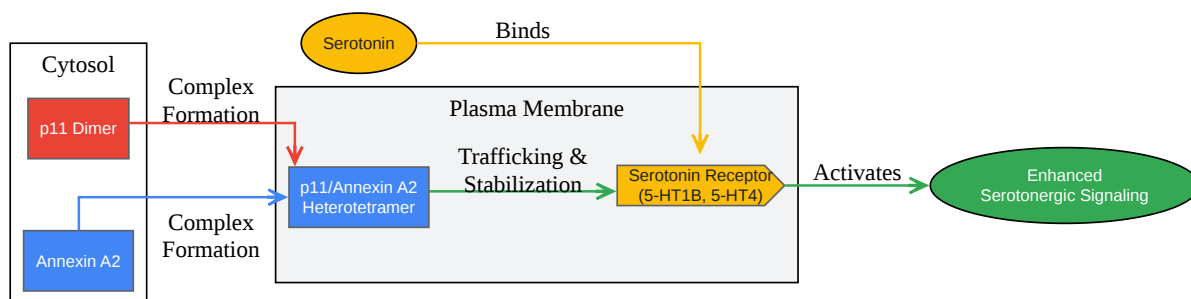 Serotonin
Binds
Cytosol
Complex
Formation
Plasma Membrane
p11 Dimer
Trafficking &
Stabilization
p11/Annexin A2
Heterotetramer
Serotonin Receptor
(5-HT1B, 5-HT4)
Activates
Enhanced
Serotonergic Signaling
Complex
Formation
Annexin A2